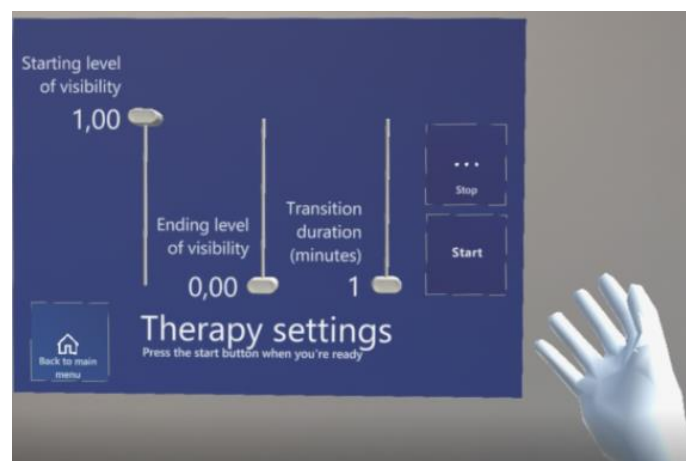 Starting level
of visibility
1,00
Ending level
of visibility
0,00
Transition
duration
(minutes)
1
...
Stop
Start
Therapy settings
Press the start button when you're ready
Back to main
menu